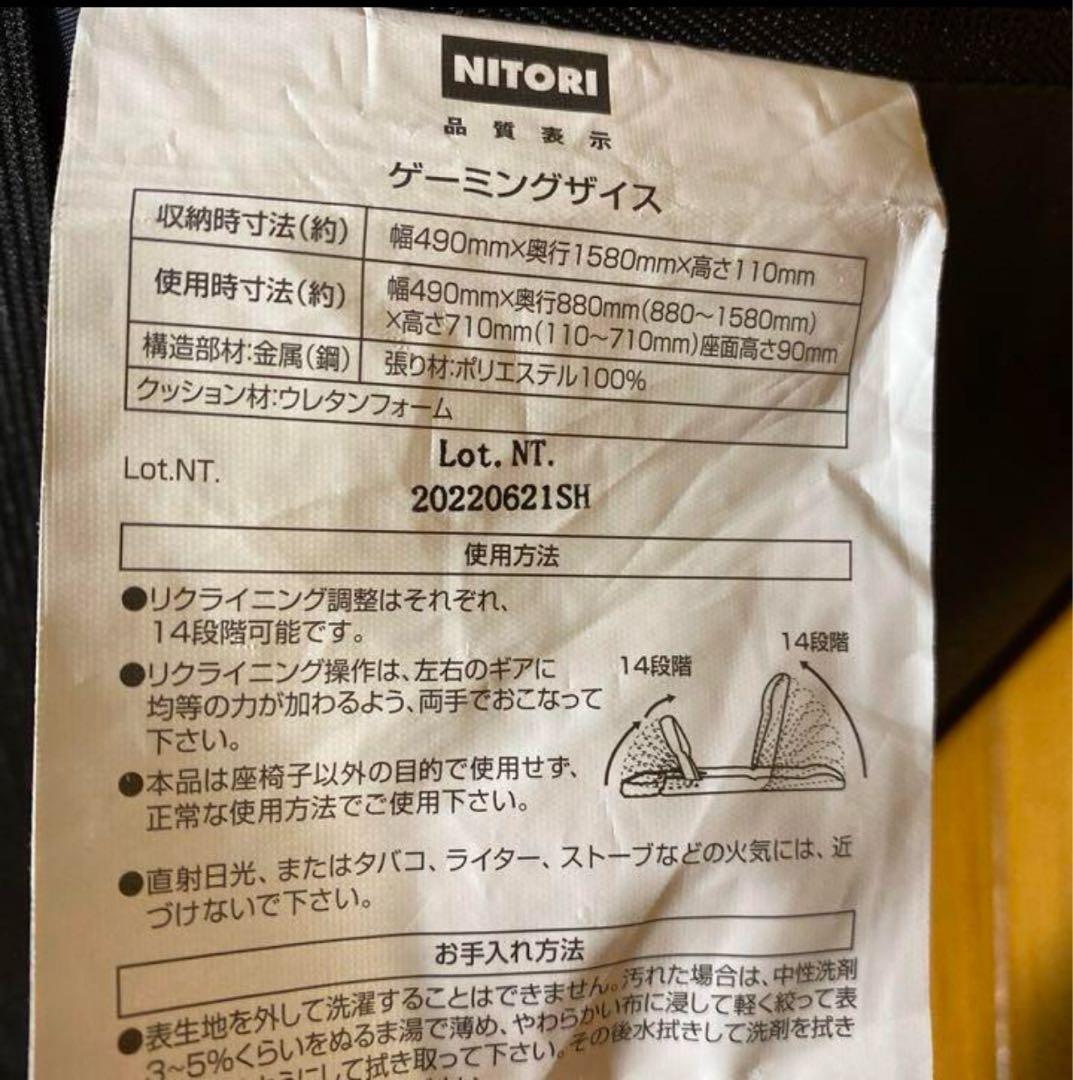 NITORI
品質表示
ゲーミングザイス
収納時寸法(約) 幅490mm×奥行1580mm×高さ110mm
使用時寸法(約) 幅490mm×奥行880mm(880〜1580mm)
×高さ710mm(110〜710mm)座面高さ90mm
構造部材:金属(鋼) 張り材:ポリエステル100%
クッション材:ウレタンフォーム
Lot.NT. Lot. NT.
20220621SH
使用方法
●リクライニング調整はそれぞれ、
14段階可能です。
●リクライニング操作は、左右のギアに
均等の力が加わるよう、両手でおこなって
下さい。
14段階
14段階
●本品は座椅子以外の目的で使用せず、
正常な使用方法でご使用下さい。
●直射日光、またはタバコ、ライター、ストーブなどの火気には、近
づけないで下さい。
お手入れ方法
●表生地を外して洗濯することはできません。汚れた場合は、中性洗剤
3〜5%くらいをぬるま湯で薄め、やわらかい布に浸して軽く絞って表
ようにして拭き取って下さい。その後水拭きして洗剤を拭き